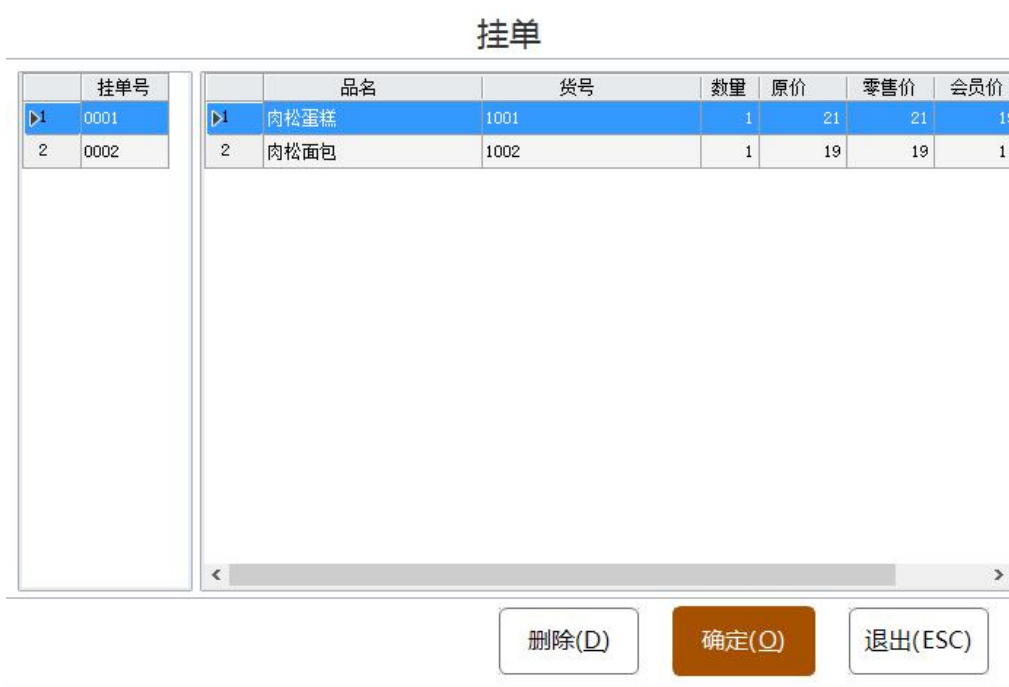 挂单
挂单号
1 0001
2 0002
品名 货号 数量 原价 零售价 会员价
1 肉松蛋糕 1001 1 21 21
2 肉松面包 1002 1 19 19
删除(D) 确定(O) 退出(ESC)